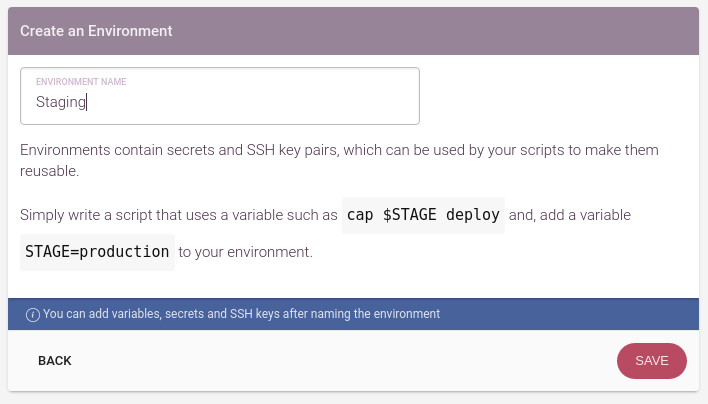 Create an Environment
ENVIRONMENT NAME
Staging
Environments contain secrets and SSH key pairs, which can be used by your scripts to make them
reusable.
Simply write a script that uses a variable such as cap $STAGE deploy and, add a variable
STAGE=production to your environment.
i You can add variables, secrets and SSH keys after naming the environment
BACK SAVE